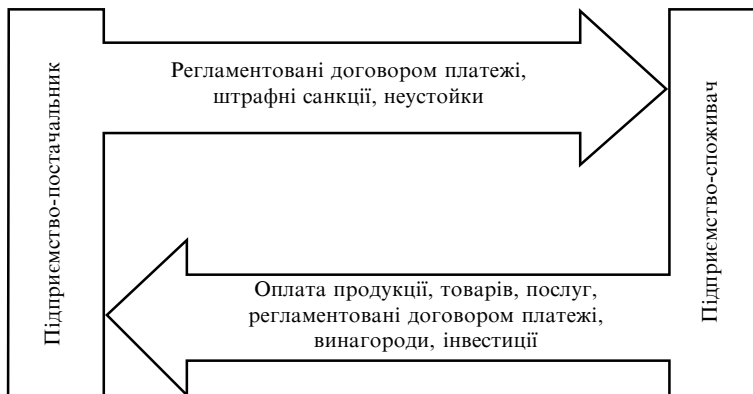 Підприємство-постачальник
Регламентовані договором платежі,
штрафні санкції, неустойки
Оплата продукції, товарів, послуг,
регламентовані договором платежі,
винагороди, інвестиції
Підприємство-споживач